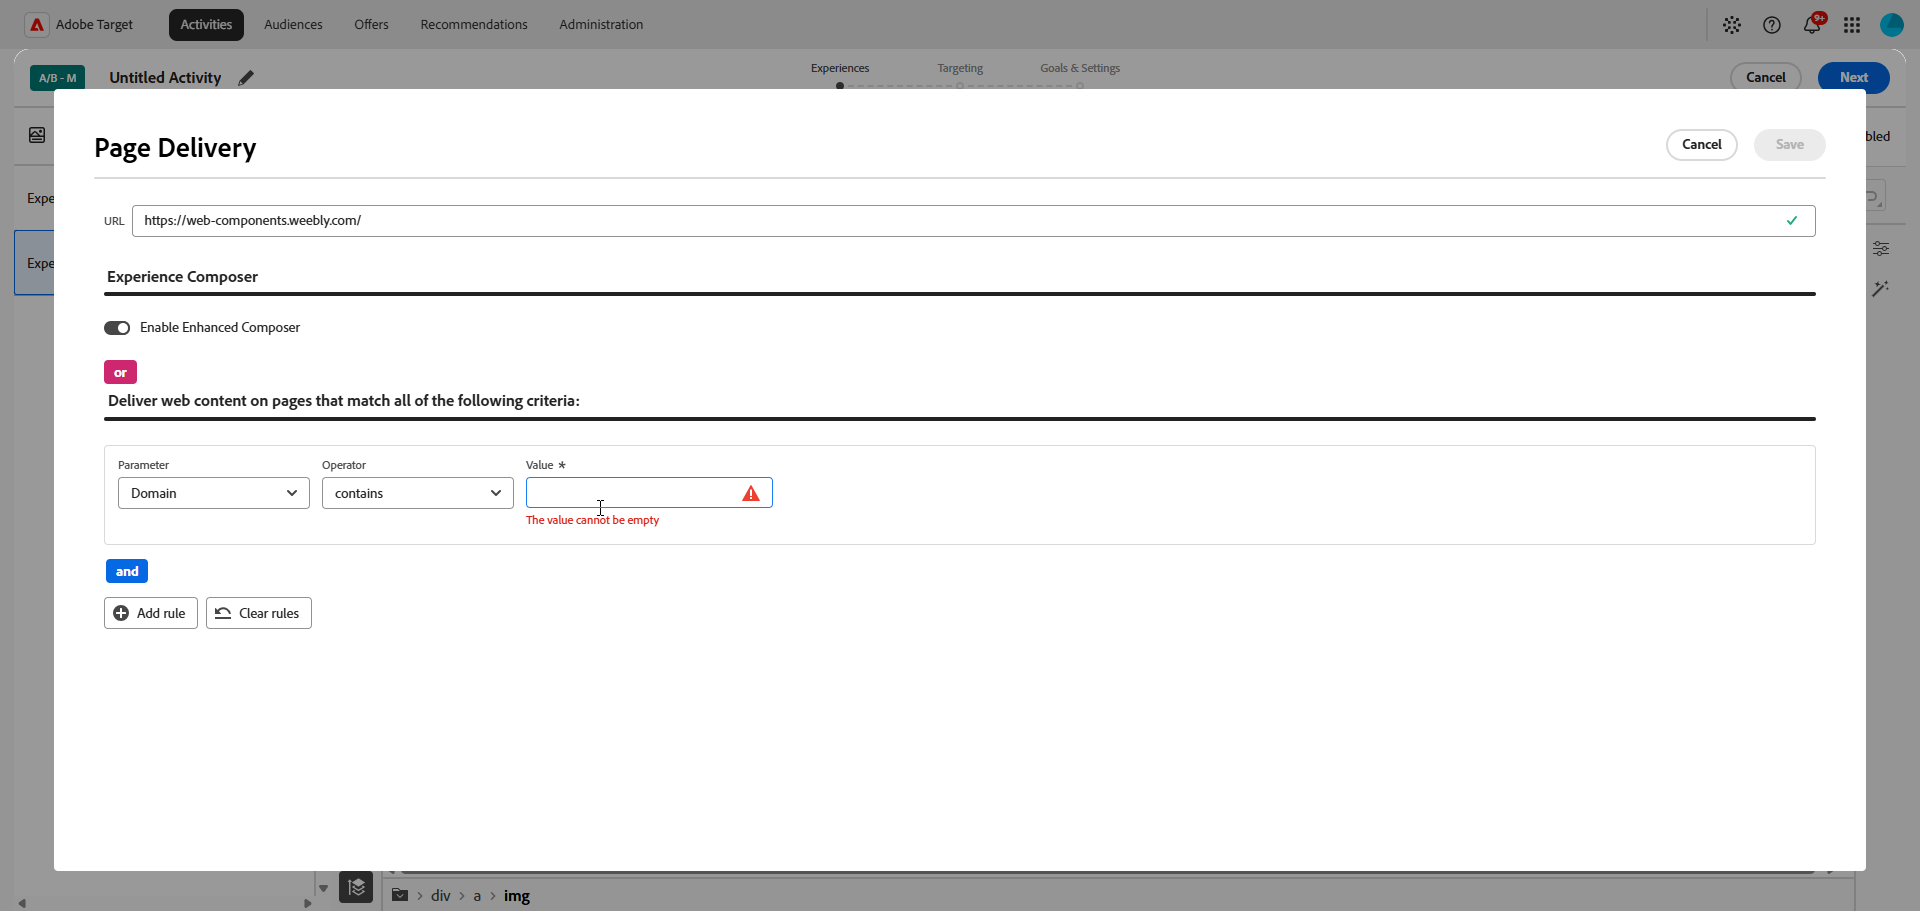 Adobe Target
Activities
Audiences
Offers
Recommendations
Administration
9+
A/B - M
Untitled Activity
Experiences
Targeting
Goals & Settings
Cancel
Next
bled
Expe
Expe
Page Delivery
Cancel
Save
URL
https://web-components.weebly.com/
Experience Composer
Enable Enhanced Composer
or
Deliver web content on pages that match all of the following criteria:
Parameter
Operator
Value *
Domain
contains
The value cannot be empty
and
Add rule
Clear rules
div > a > img